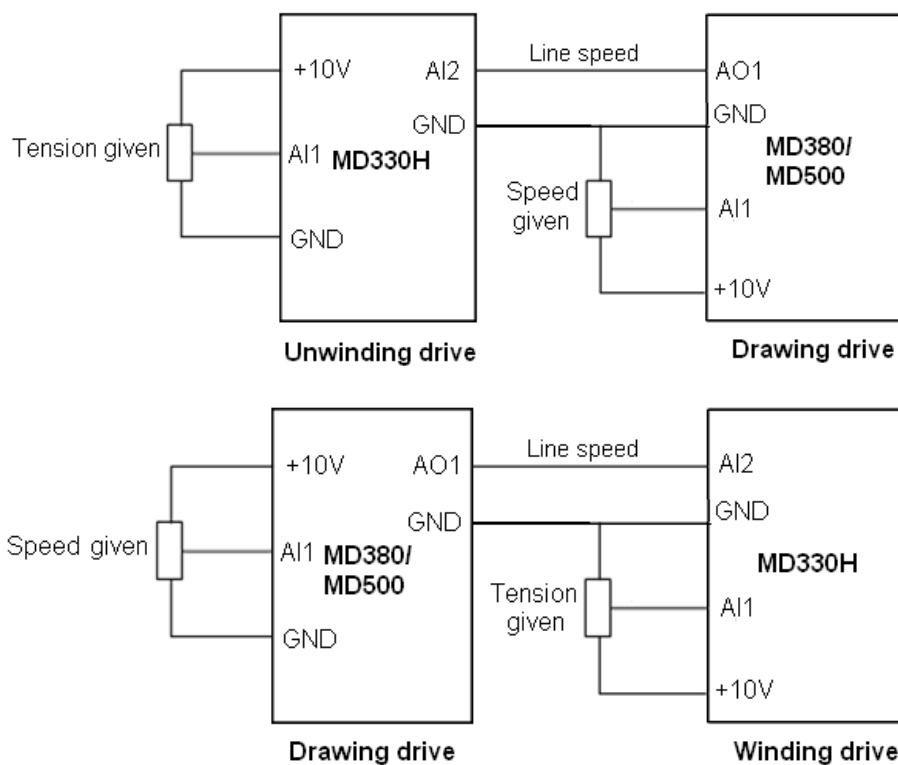 +10V
AI2
Line speed
AO1
GND
GND
Tension given
AI1
MD330H
MD380/
MD500
Speed
given
AI1
GND
+10V
Unwinding drive
Drawing drive
+10V
AO1
Line speed
AI2
GND
GND
Speed given
AI1
MD380/
MD500
MD330H
Tension
given
AI1
GND
+10V
Drawing drive
Winding drive